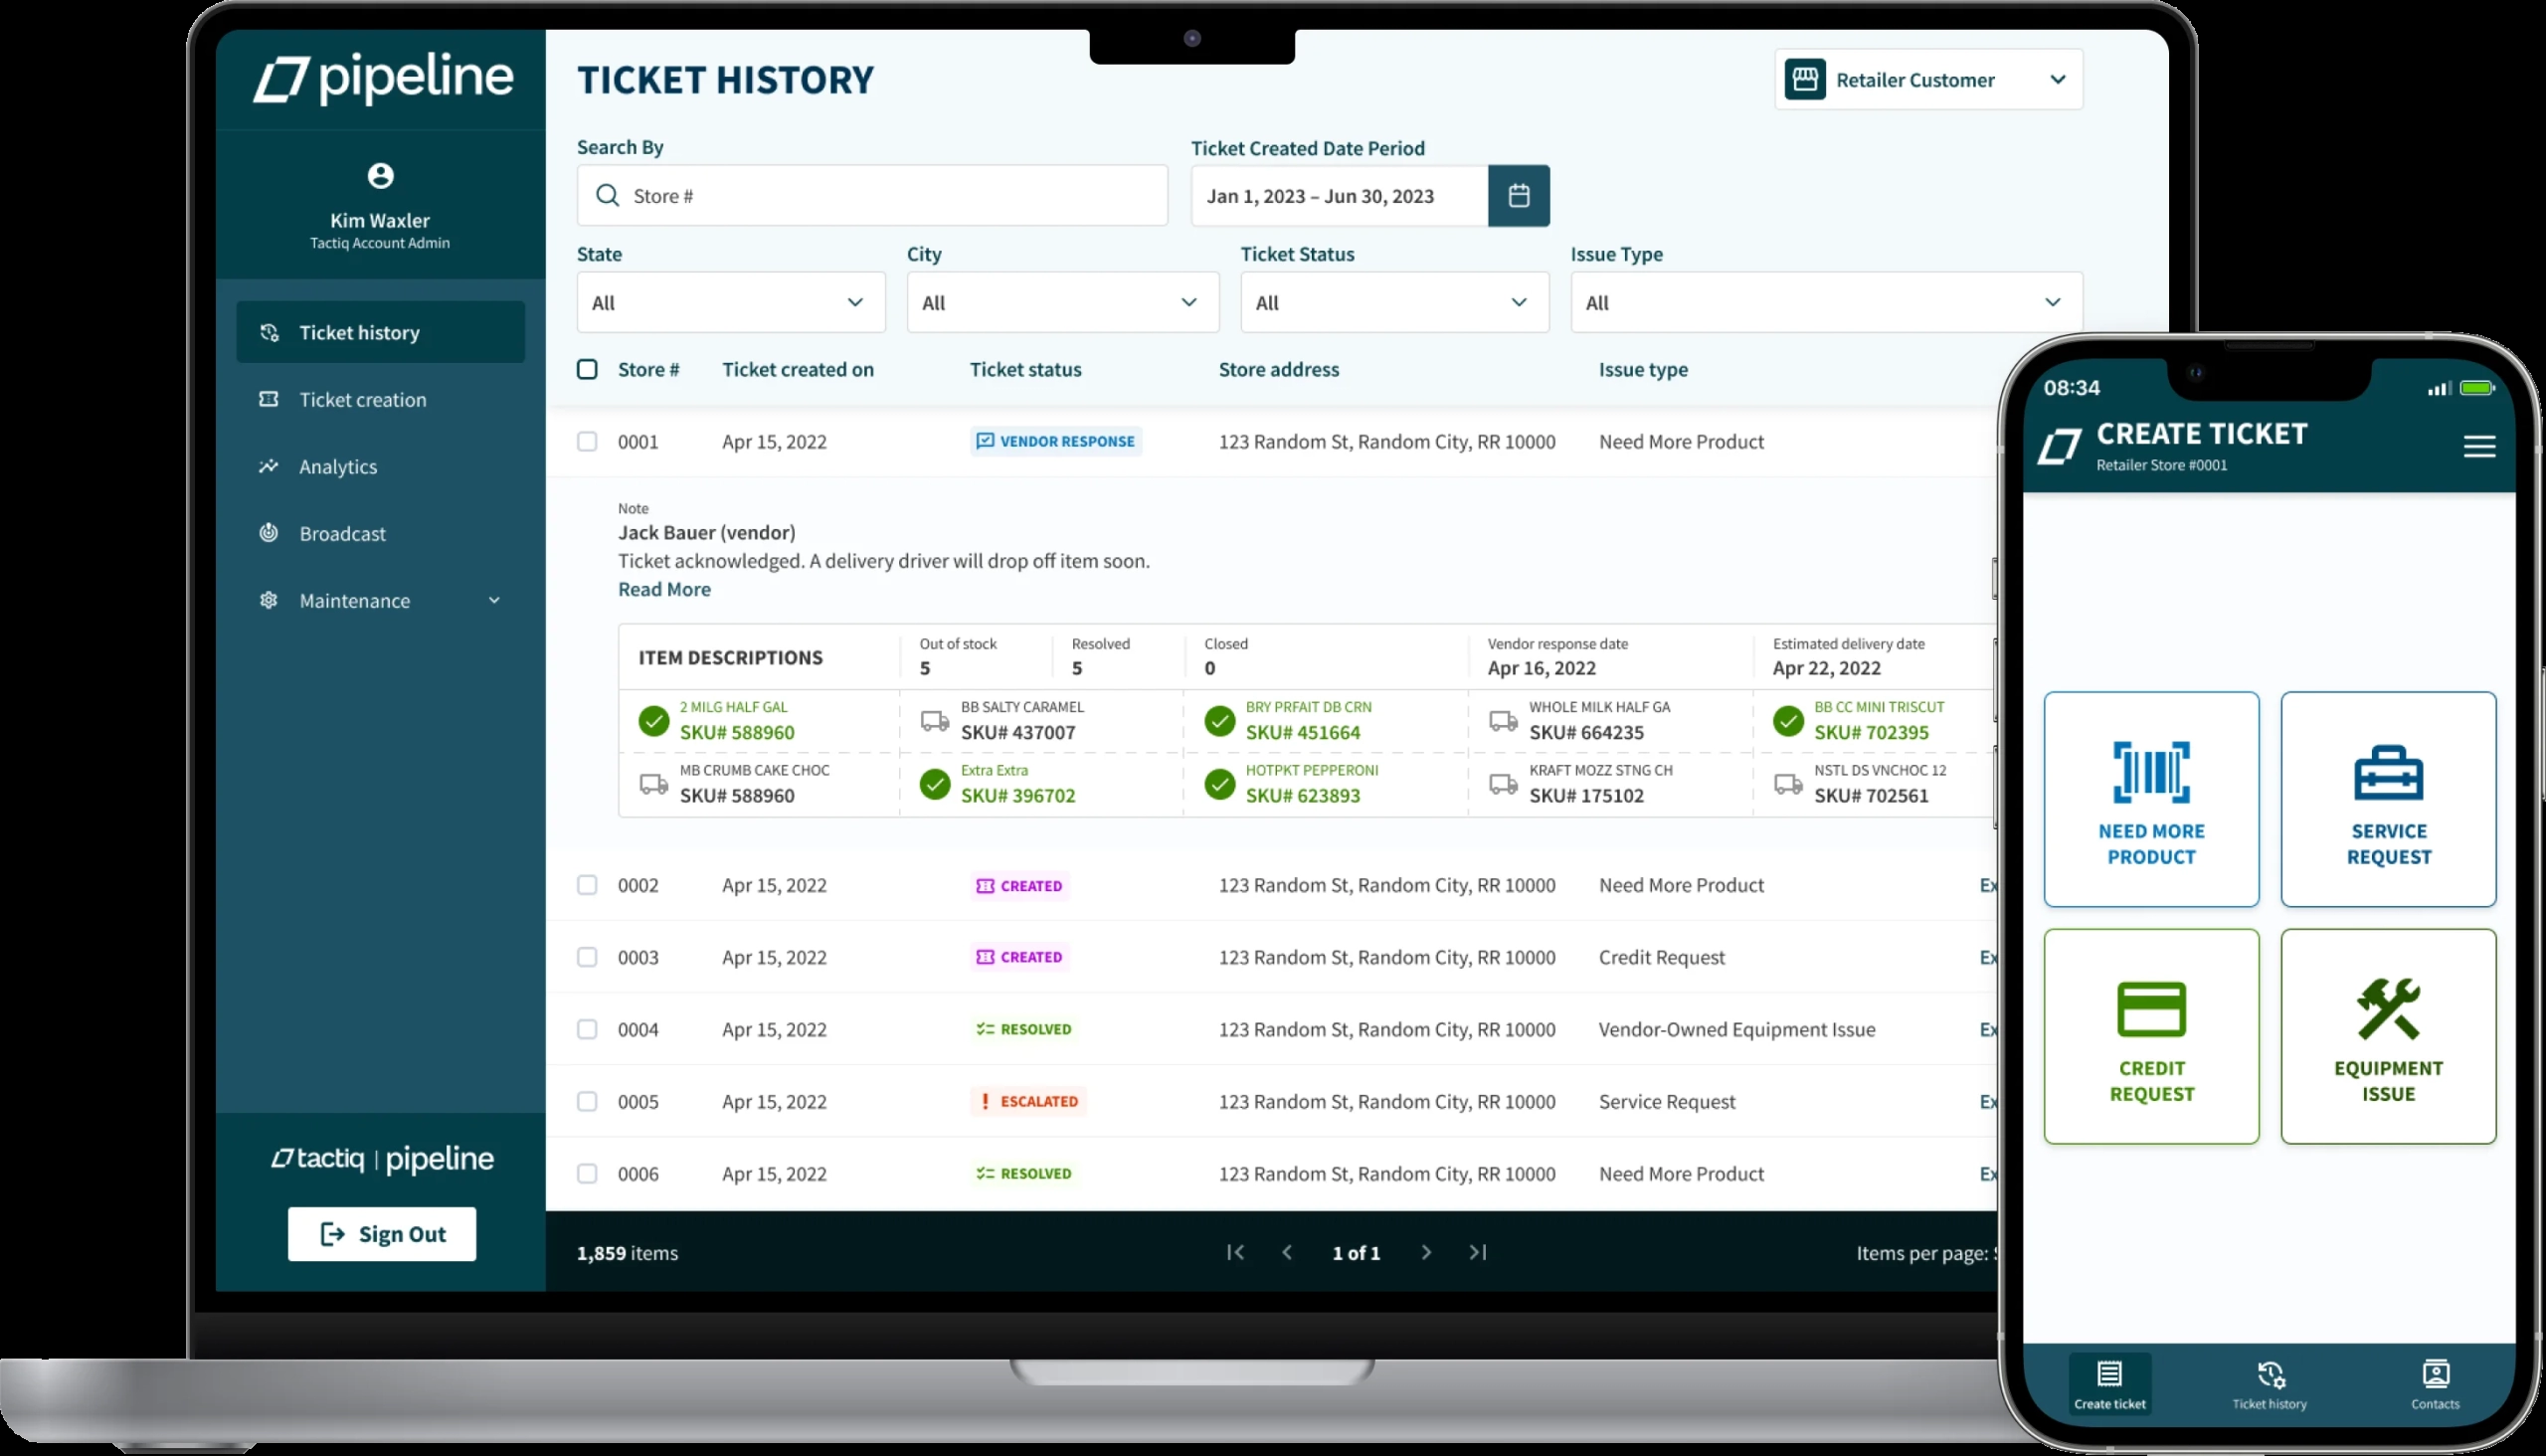 pipeline
Kim Waxler
Tactiq Account Admin
Ticket history
Ticket creation
Analytics
Broadcast
Maintenance
tactiq | pipeline
Sign Out
TICKET HISTORY
Retailer Customer
Search By
Store #
Ticket Created Date Period
Jan 1, 2023 – Jun 30, 2023
State
City
Ticket Status
Issue Type
All
All
All
All
Store # Ticket created on Ticket status Store address Issue type
0001 Apr 15, 2022 VENDOR RESPONSE 123 Random St, Random City, RR 10000 Need More Product
Note
Jack Bauer (vendor)
Ticket acknowledged. A delivery driver will drop off item soon.
Read More
ITEM DESCRIPTIONS
Out of stock
5
Resolved
5
Closed
0
Vendor response date
Apr 16, 2022
Estimated delivery date
Apr 22, 2022
2 MILG HALF GAL
SKU# 588960
BB SALTY CARAMEL
SKU# 437007
BRY PRFAIT DB CRN
SKU# 451664
WHOLE MILK HALF GA
SKU# 664235
BB CC MINI TRISCUT
SKU# 702395
MB CRUMB CAKE CHOC
SKU# 588960
Extra Extra
SKU# 396702
HOTPKT PEPPERONI
SKU# 623893
KRAFT MOZZ STNG CH
SKU# 175102
NSTL DS VNCHOC 12
SKU# 702561
0002 Apr 15, 2022 CREATED 123 Random St, Random City, RR 10000 Need More Product Ex
0003 Apr 15, 2022 CREATED 123 Random St, Random City, RR 10000 Credit Request Ex
0004 Apr 15, 2022 RESOLVED 123 Random St, Random City, RR 10000 Vendor-Owned Equipment Issue Ex
0005 Apr 15, 2022 ESCALATED 123 Random St, Random City, RR 10000 Service Request Ex
0006 Apr 15, 2022 RESOLVED 123 Random St, Random City, RR 10000 Need More Product Ex
1,859 items
1 of 1
Items per page:
08:34
CREATE TICKET
Retailer Store #0001
NEED MORE
PRODUCT
SERVICE
REQUEST
CREDIT
REQUEST
EQUIPMENT
ISSUE
Create ticket
Ticket history
Contacts